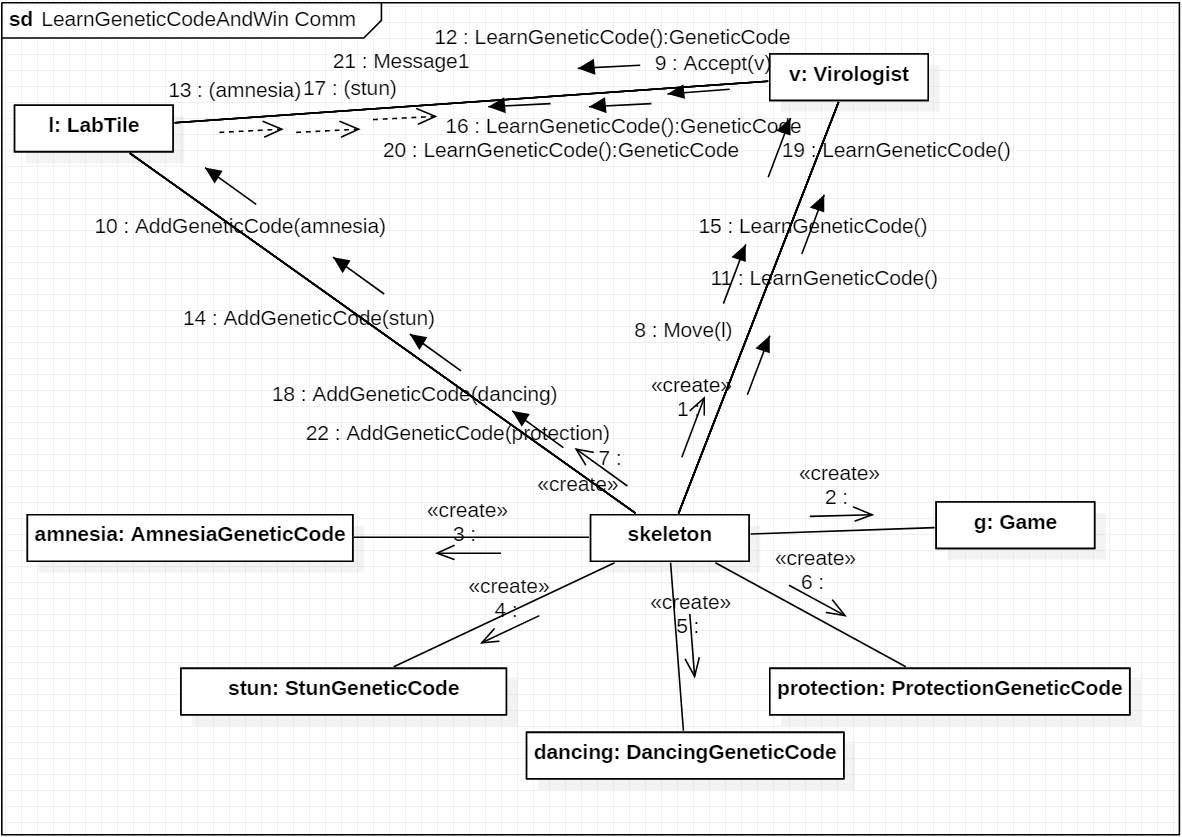 sd LearnGeneticCodeAndWin Comm
12 : LearnGeneticCode():GeneticCode
21 : Message1
9 : Accept(v)
v: Virologist
13 : (amnesia)
17 : (stun)
l: LabTile
16 : LearnGeneticCode():GeneticCode
20 : LearnGeneticCode():GeneticCode
19 : LearnGeneticCode()
10 : AddGeneticCode(amnesia)
15 : LearnGeneticCode()
11 : LearnGeneticCode()
14 : AddGeneticCode(stun)
8 : Move(l)
18 : AddGeneticCode(dancing)
«create»
1 :
22 : AddGeneticCode(protection)
7 :
«create»
«create»
2 :
«create»
3 :
amnesia: AmnesiaGeneticCode
skeleton
g: Game
«create»
4 :
«create»
5 :
«create»
6 :
stun: StunGeneticCode
protection: ProtectionGeneticCode
dancing: DancingGeneticCode